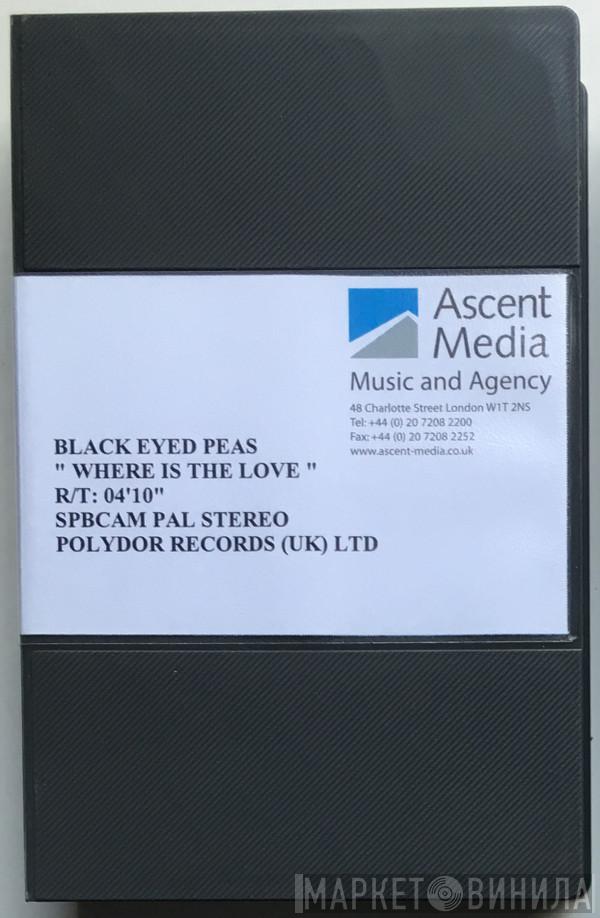 Ascent
Media
Music and Agency
48 Charlotte Street London W1T 2NS
Tel: +44 (0) 20 7208 2200
Fax: +44 (0) 20 7208 2252
www.ascent-media.co.uk
BLACK EYED PEAS
" WHERE IS THE LOVE "
R/T: 04'10"
SPBCAM PAL STEREO
POLYDOR RECORDS (UK) LTD
МАРКЕТ ВИНИЛА